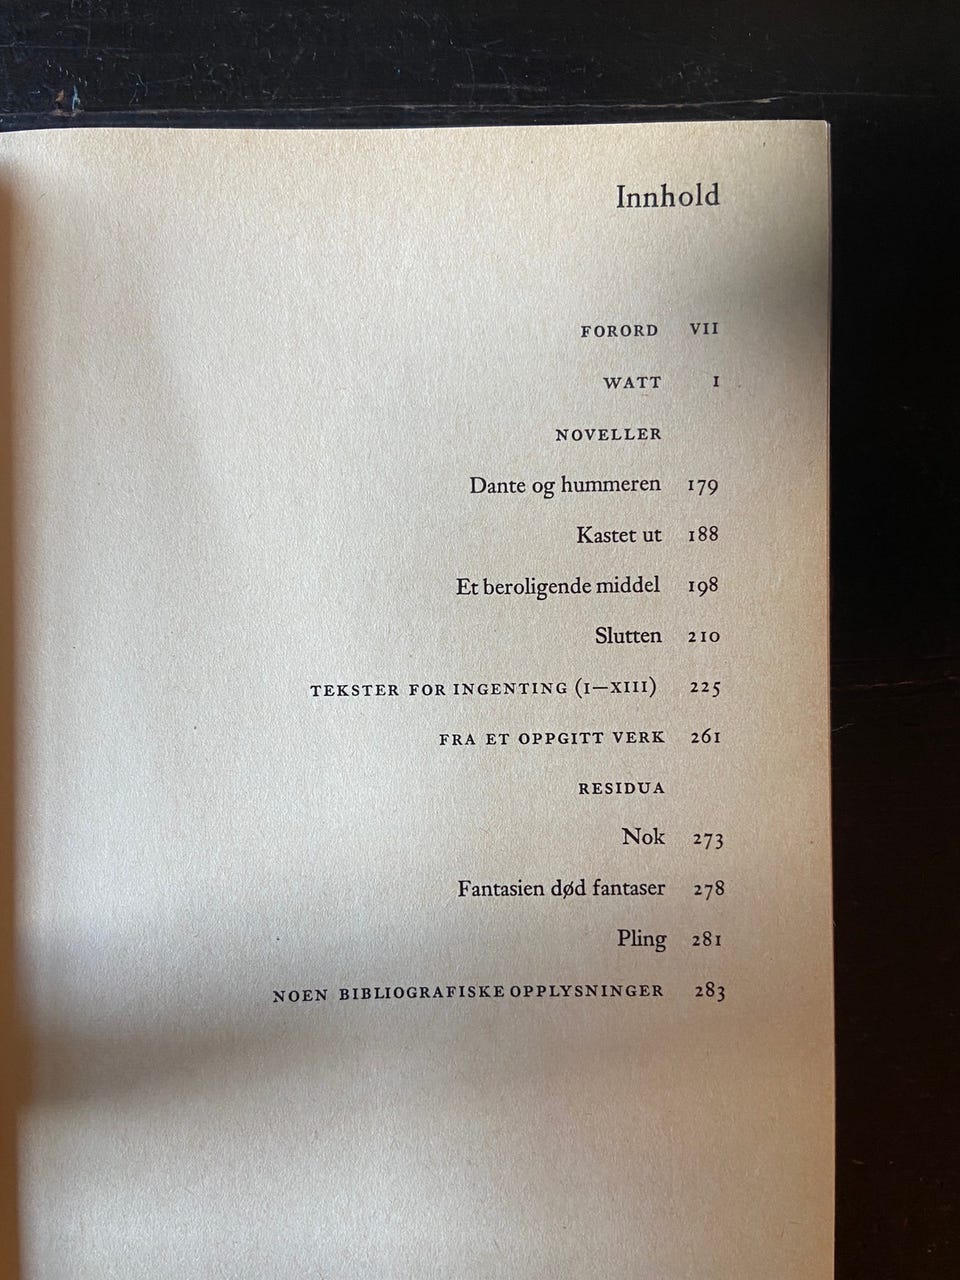 Innhold
FORORD VII
WATT I
NOVELLER
Dante og hummeren 179
Kastet ut 188
Et beroligende middel 198
Slutten 210
TEKSTER FOR INGENTING (I—XIII) 225
FRA ET OPPGITT VERK 261
RESIDUA
Nok 273
Fantasien død fantaser 278
Pling 281
NOEN BIBLIOGRAFISKE OPPLYSNINGER 283